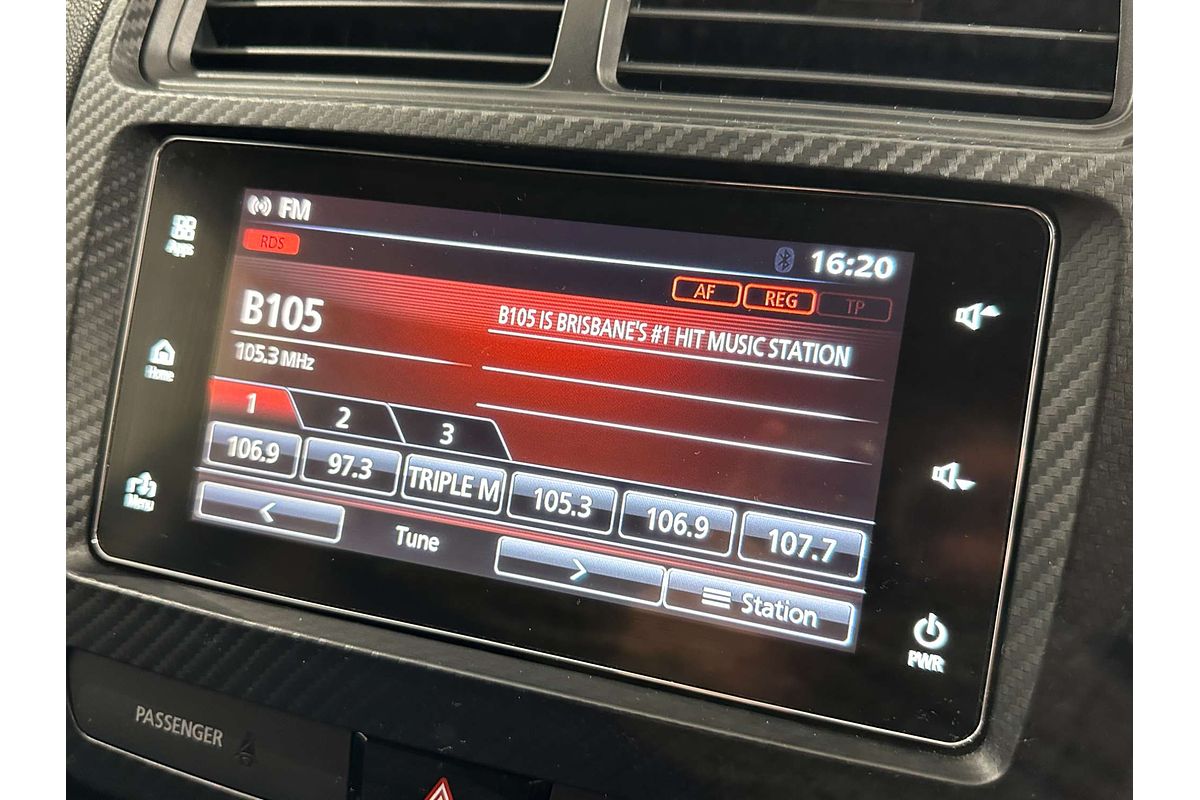 FM
16:20
RDS
AF REG TP
B105
B105 IS BRISBANE'S #1 HIT MUSIC STATION
105.3 MHz
1 2 3
106.9 97.3 TRIPLE M 105.3 106.9 107.7
< Tune > Station
Apps
Home
Menu
PWR
PASSENGER